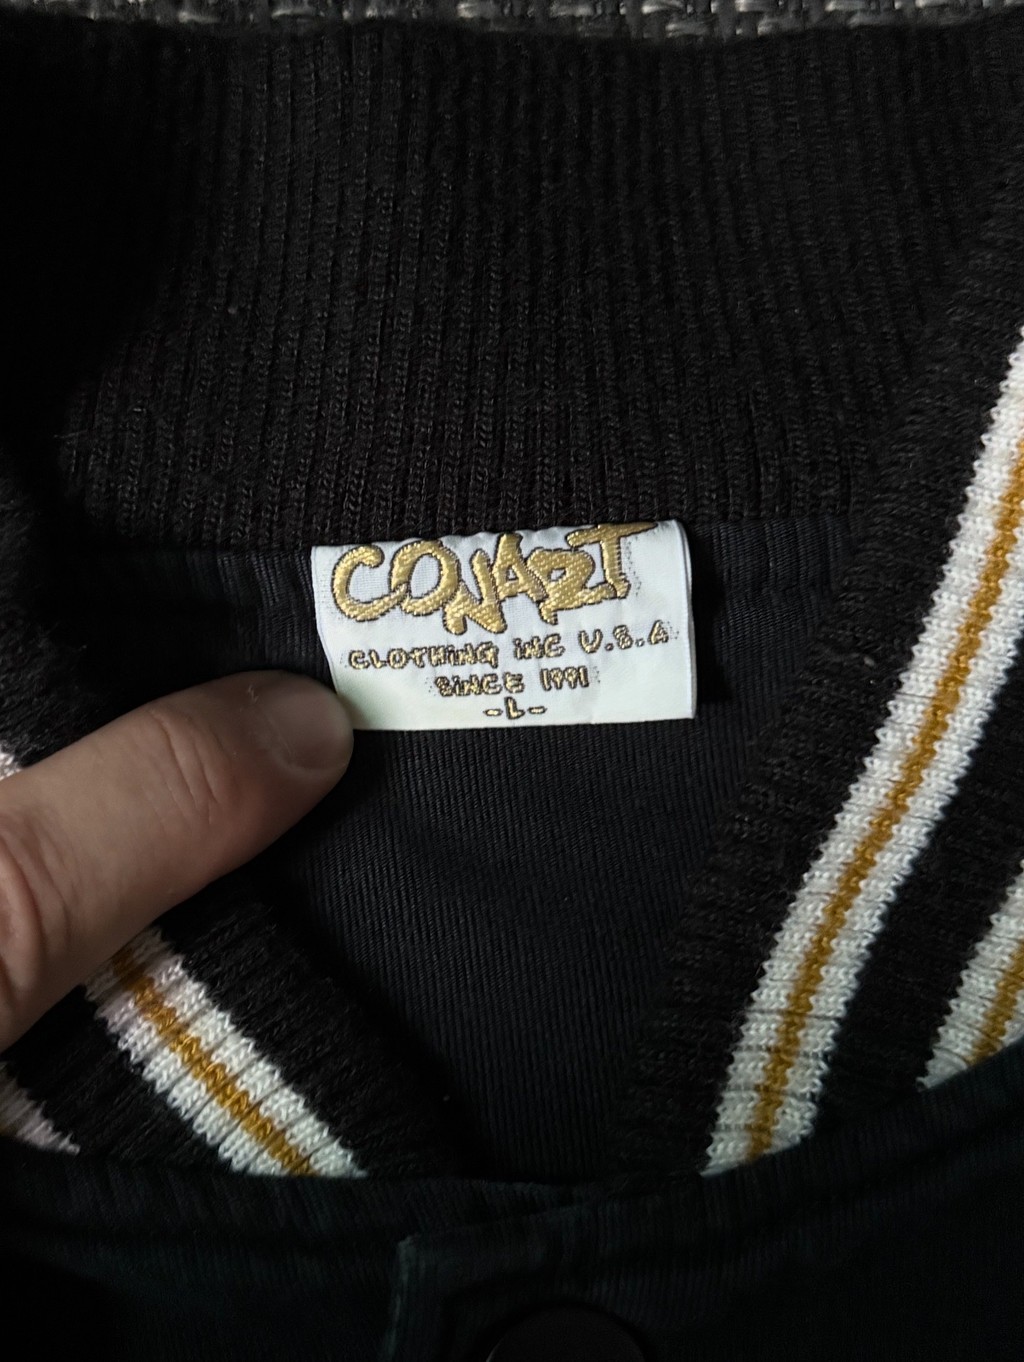 CONART
CLOTHING INC U.S.A
SINCE 1991
-L-